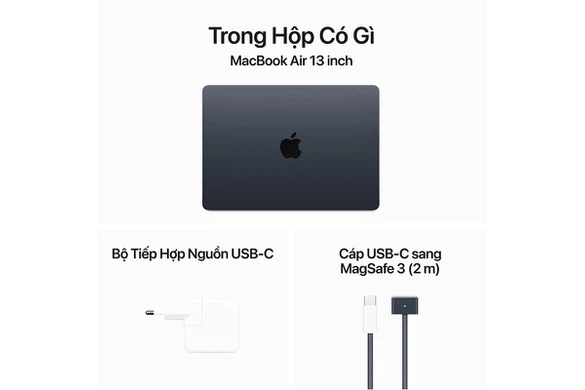 Trong Hộp Có Gì
MacBook Air 13 inch
Bộ Tiếp Hợp Nguồn USB-C
Cáp USB-C sang
MagSafe 3 (2 m)